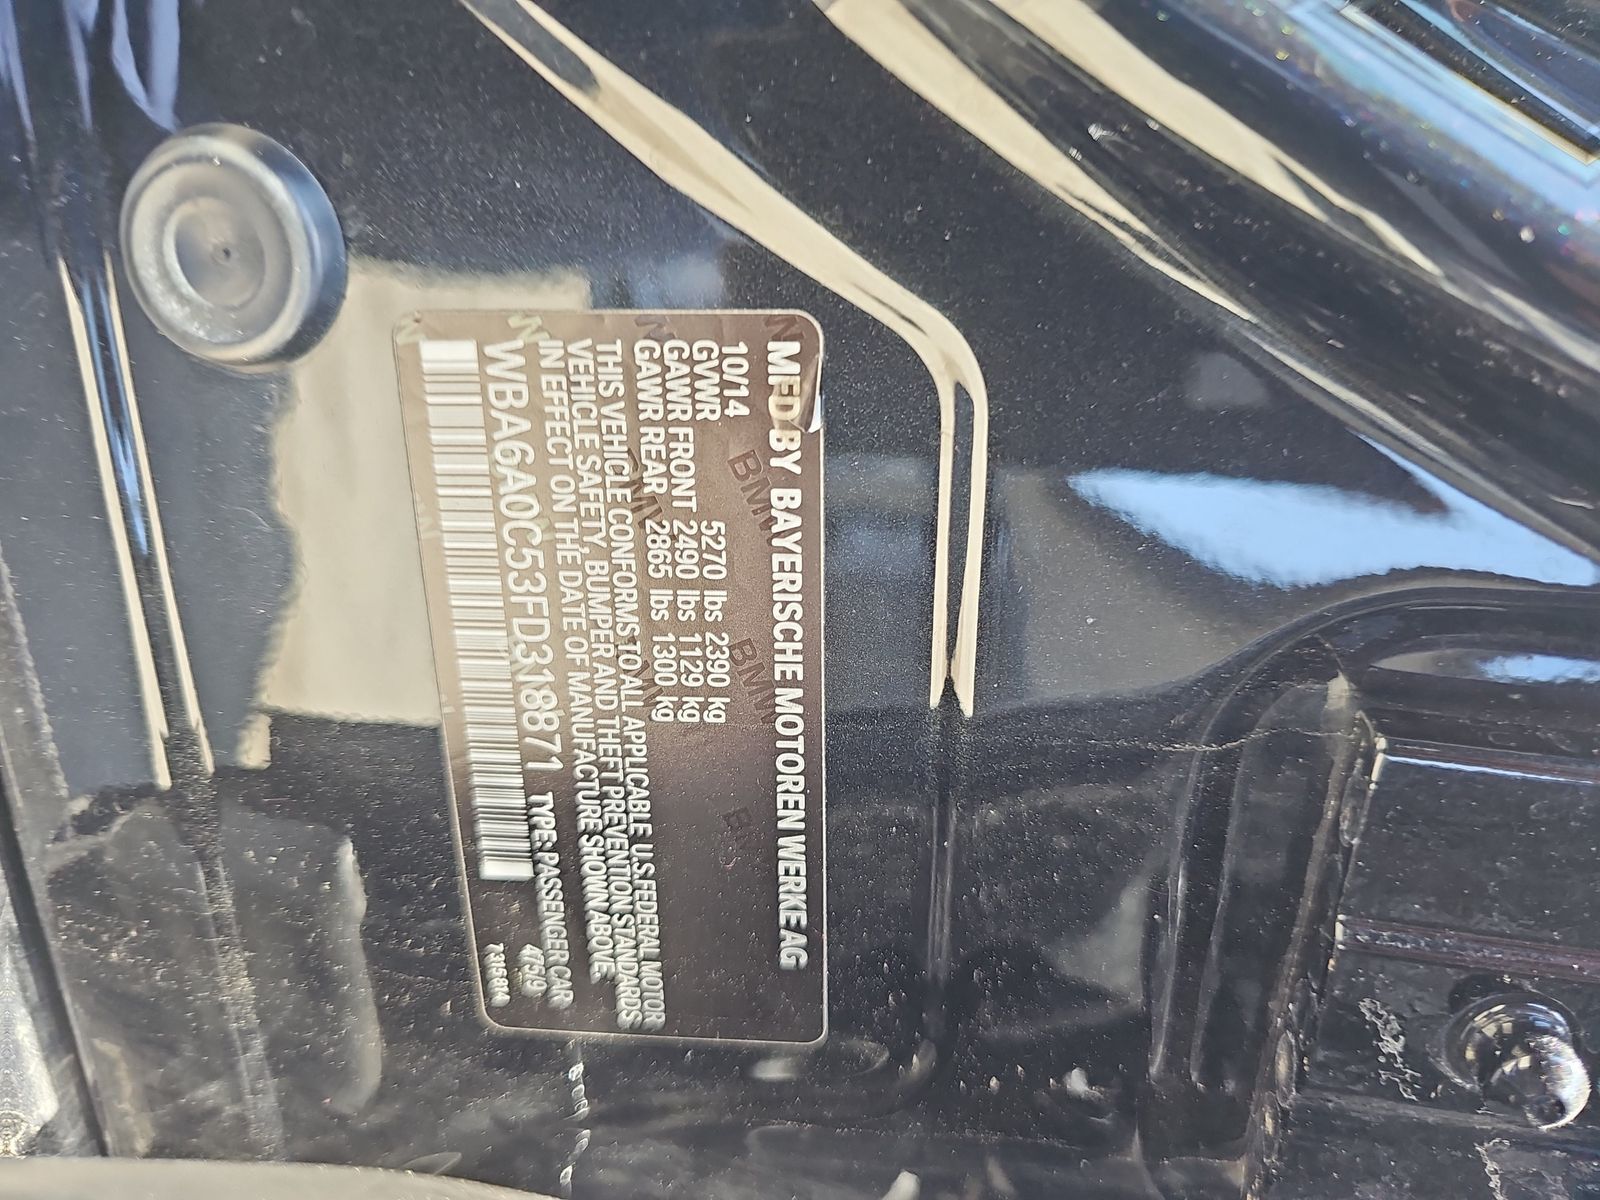 MFD BY BAYERISCHE MOTOREN WERKE AG
10/14
GVWR 5270 lbs 2390 kg
GAWR FRONT 2490 lbs 1129 kg
GAWR REAR 2865 lbs 1300 kg
THIS VEHICLE CONFORMS TO ALL APPLICABLE U.S.FEDERAL MOTOR
VEHICLE SAFETY, BUMPER AND THEFT PREVENTION STANDARDS
IN EFFECT ON THE DATE OF MANUFACTURE SHOWN ABOVE.
WBA6A0C53FD318871 TYPE: PASSENGER CAR